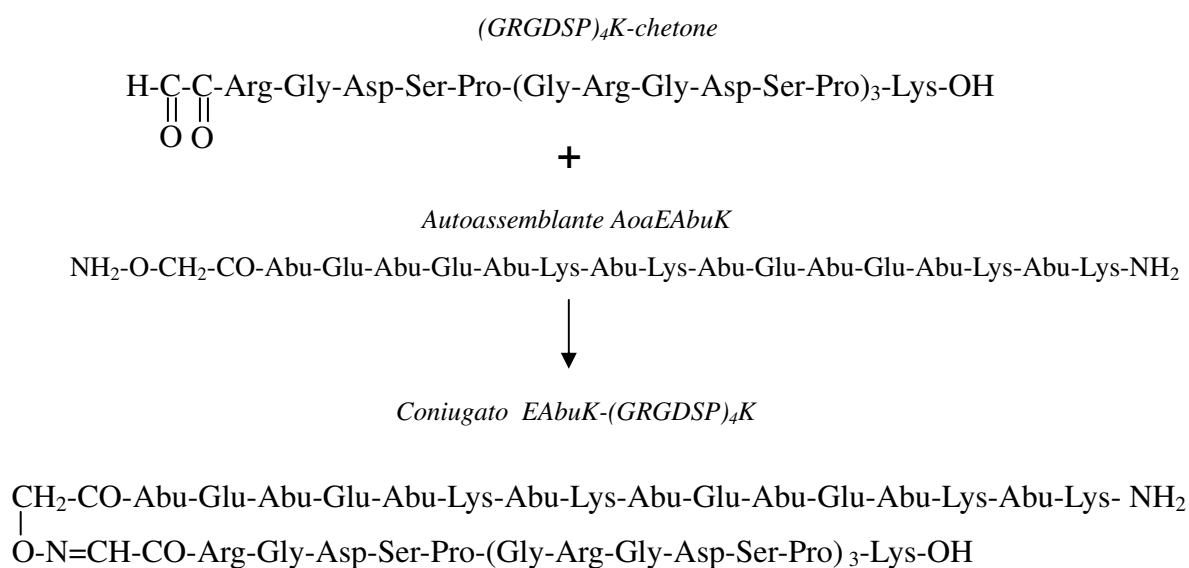 (GRGDSP)₄K-chetone
H-C-C-Arg-Gly-Asp-Ser-Pro-(Gly-Arg-Gly-Asp-Ser-Pro)₃-Lys-OH
O O
+
Autoassemblante AoaEAbuK
NH₂-O-CH₂-CO-Abu-Glu-Abu-Glu-Abu-Lys-Abu-Lys-Abu-Glu-Abu-Glu-Abu-Lys-Abu-Lys-NH₂
Coniugato EAbuK-(GRGDSP)₄K
CH₂-CO-Abu-Glu-Abu-Glu-Abu-Lys-Abu-Lys-Abu-Glu-Abu-Glu-Abu-Lys-Abu-Lys- NH₂
O-N=CH-CO-Arg-Gly-Asp-Ser-Pro-(Gly-Arg-Gly-Asp-Ser-Pro) ₃-Lys-OH